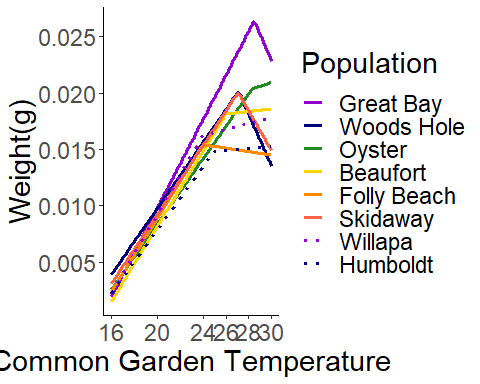 Population
Great Bay
Woods Hole
Oyster
Beaufort
Folly Beach
Skidaway
Willapa
Humboldt
Weight(g)
0.025
0.020
0.015
0.010
0.005
16 20 24 26 28 30
Common Garden Temperature